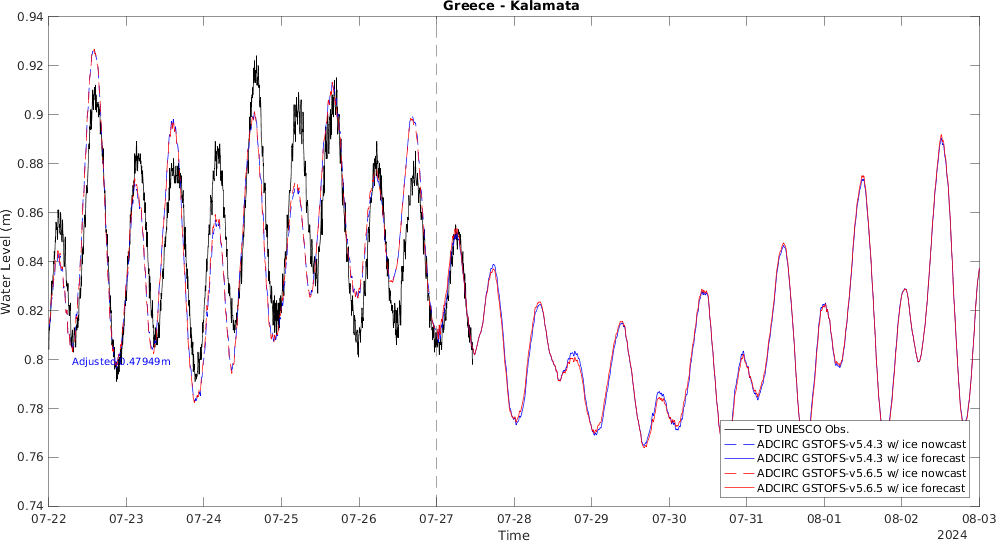 Greece - Kalamata
0.94
0.92
0.9
0.88
0.86
0.84
0.82
0.8
0.78
0.76
0.74
Water Level (m)
Adjusted 0.47949m
TD UNESCO Obs.
ADCIRC GSTOFS-v5.4.3 w/ ice nowcast
ADCIRC GSTOFS-v5.4.3 w/ ice forecast
ADCIRC GSTOFS-v5.6.5 w/ ice nowcast
ADCIRC GSTOFS-v5.6.5 w/ ice forecast
07-22 07-23 07-24 07-25 07-26 07-27 07-28 07-29 07-30 07-31 08-01 08-02 08-03
Time
2024